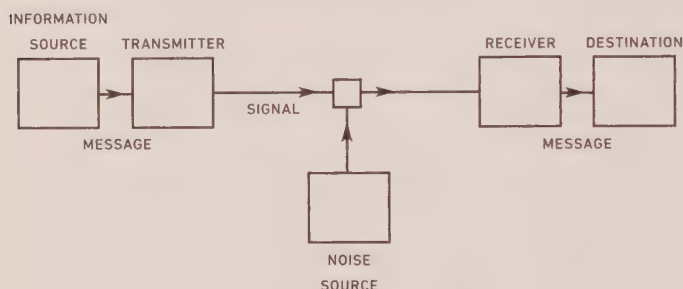 INFORMATION
SOURCE
TRANSMITTER
RECEIVER
DESTINATION
SIGNAL
MESSAGE
MESSAGE
NOISE
SOURCE